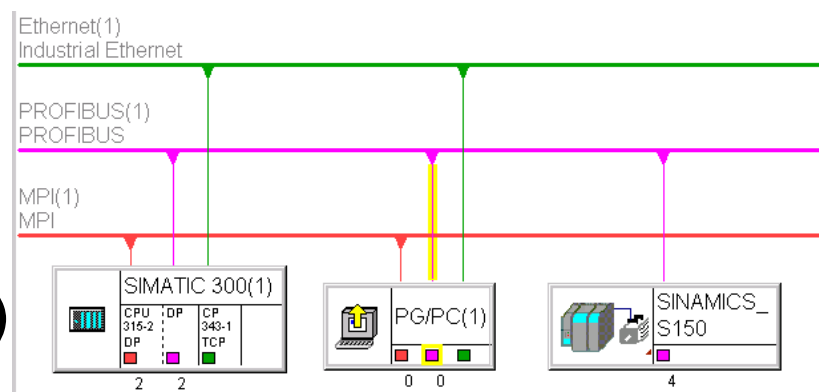 Ethernet(1)
Industrial Ethernet
PROFIBUS(1)
PROFIBUS
MPI(1)
MPI
SIMATIC 300(1)
CPU
315-2
DP
DP
CP
343-1
TCP
2 2
PG/PC(1)
0 0
SINAMICS_
S150
4